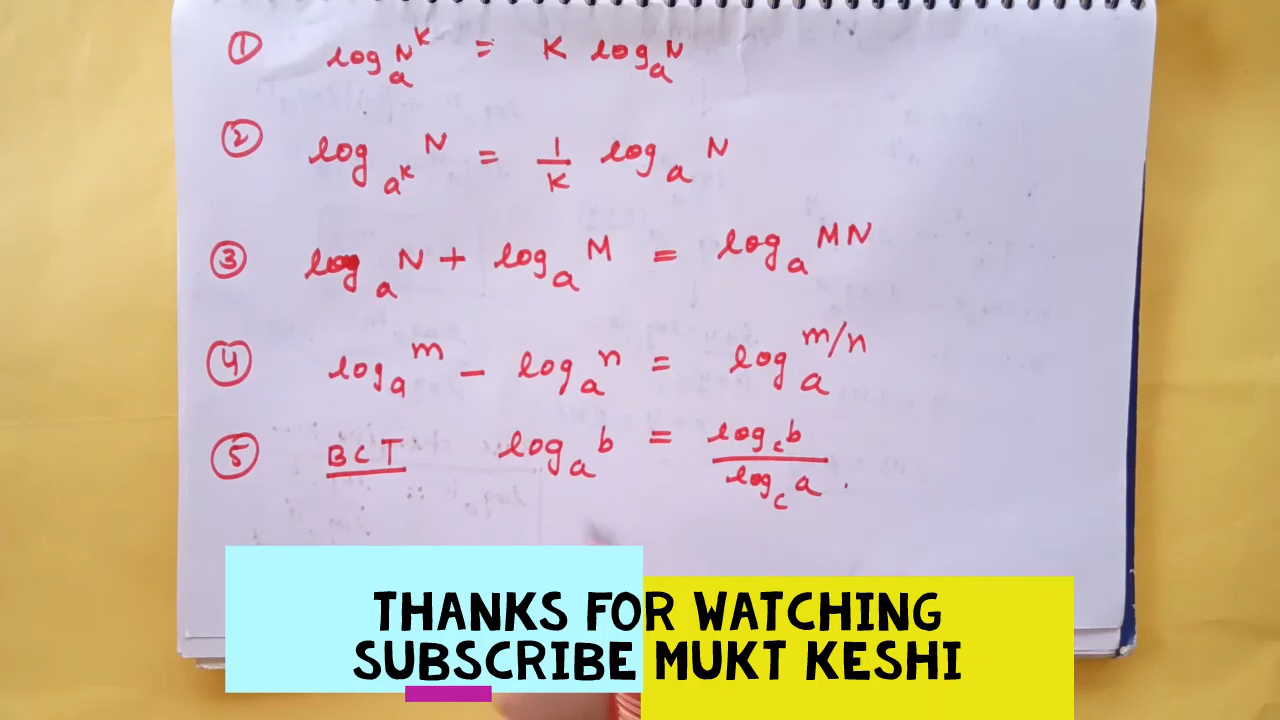 ① log_a N^k = K log_a N
② log_{a^k} N = 1/K log_a N
③ log_a N + log_a M = log_a MN
④ log_a m - log_a n = log_a m/n
⑤ BCT log_a b = log_c b / log_c a .
THANKS FOR WATCHING
SUBSCRIBE MUKT KESHI